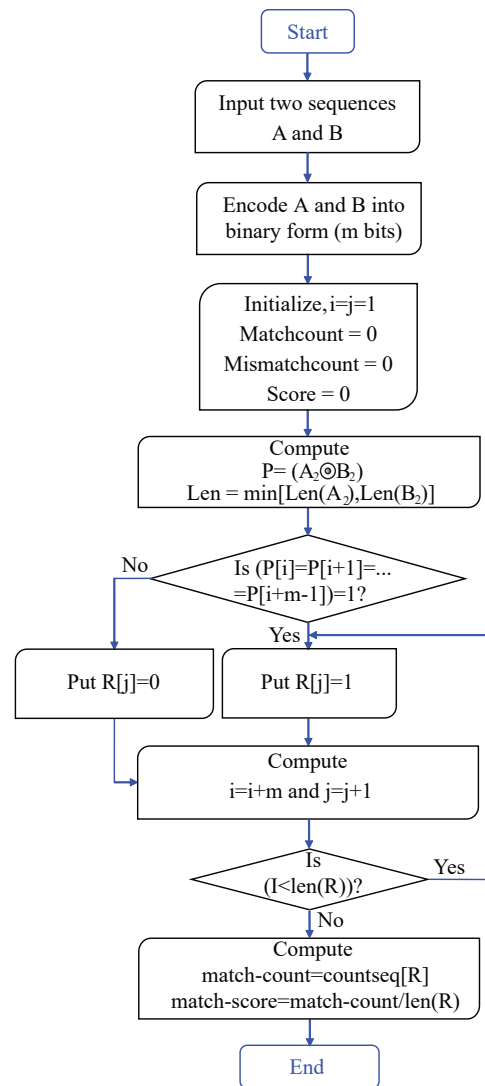 Start
Input two sequences
A and B
Encode A and B into
binary form (m bits)
Initialize,i=j=1
Matchcount = 0
Mismatchcount = 0
Score = 0
Compute
P= (A₂⊚B₂)
Len = min[Len(A₂),Len(B₂)]
No
Is (P[i]=P[i+1]=...
=P[i+m-1])=1?
Yes
Put R[j]=0
Put R[j]=1
Compute
i=i+m and j=j+1
Is
(I<len(R))?
Yes
No
Compute
match-count=countseq[R]
match-score=match-count/len(R)
End